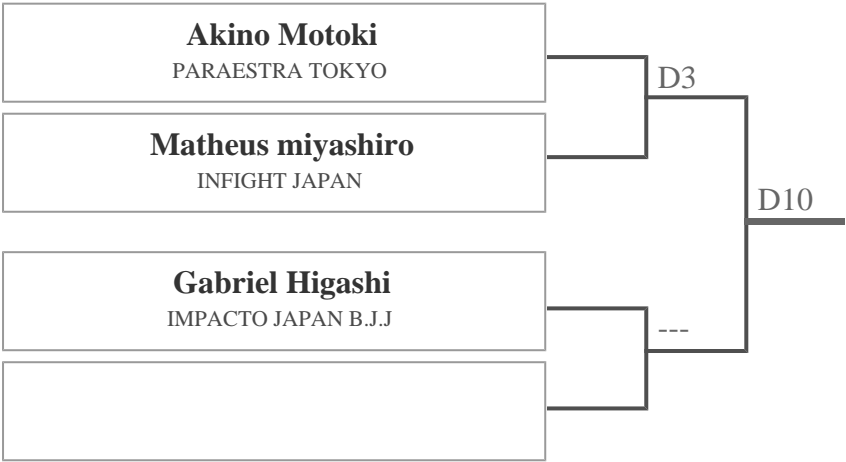 Akino Motoki
PARAESTRA TOKYO
D3
Matheus miyashiro
INFIGHT JAPAN
D10
Gabriel Higashi
IMPACTO JAPAN B.J.J
---